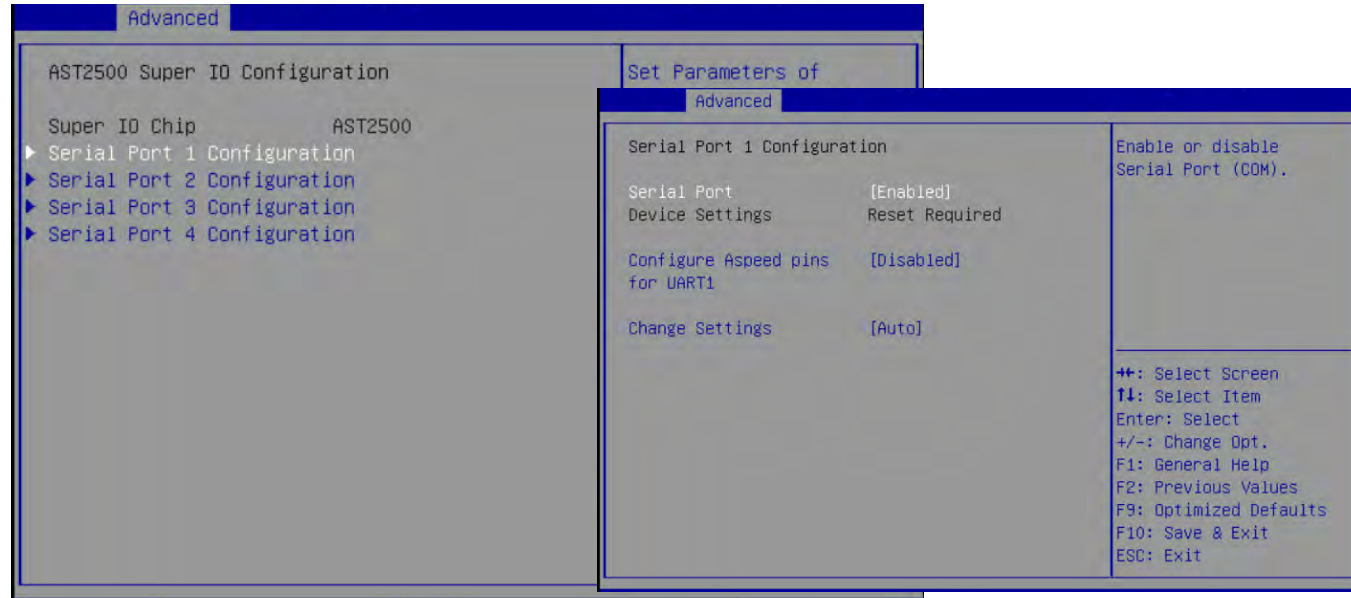 Advanced
AST2500 Super IO Configuration
Super IO Chip AST2500
Serial Port 1 Configuration
Serial Port 2 Configuration
Serial Port 3 Configuration
Serial Port 4 Configuration
Set Parameters of
Advanced
Serial Port 1 Configuration
Serial Port [Enabled]
Device Settings Reset Required
Configure Aspeed pins [Disabled]
for UART1
Change Settings [Auto]
Enable or disable
Serial Port (COM).
→←: Select Screen
↑↓: Select Item
Enter: Select
+/-: Change Opt.
F1: General Help
F2: Previous Values
F9: Optimized Defaults
F10: Save & Exit
ESC: Exit